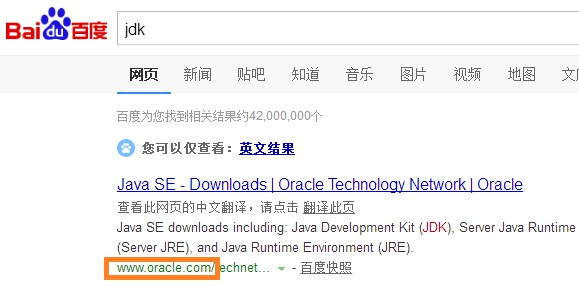 Bai du 百度
jdk
网页 新闻 贴吧 知道 音乐 图片 视频 地图
百度为您找到相关结果约42,000,000个
您可以仅查看：英文结果
Java SE - Downloads | Oracle Technology Network | Oracle
查看此网页的中文翻译，请点击 翻译此页
Java SE downloads including: Java Development Kit (JDK), Server Java Runtime
(Server JRE), and Java Runtime Environment (JRE).
www.oracle.com/technet... - 百度快照